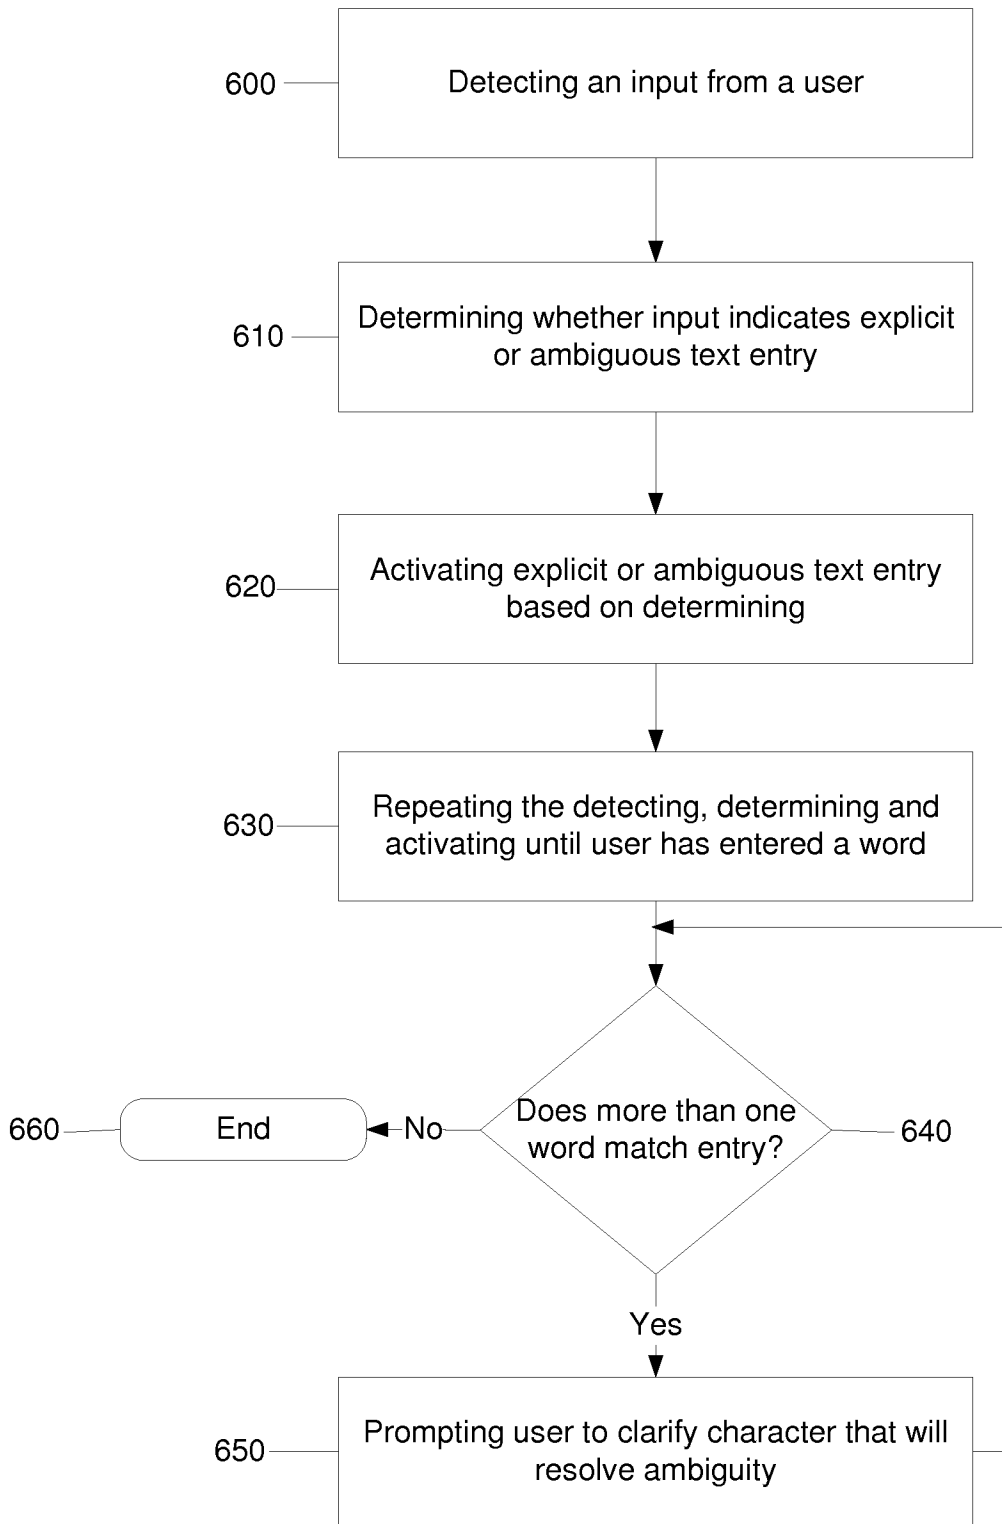 600
Detecting an input from a user
610
Determining whether input indicates explicit
or ambiguous text entry
620
Activating explicit or ambiguous text entry
based on determining
630
Repeating the detecting, determining and
activating until user has entered a word
660
End
No
Does more than one
word match entry?
640
Yes
650
Prompting user to clarify character that will
resolve ambiguity